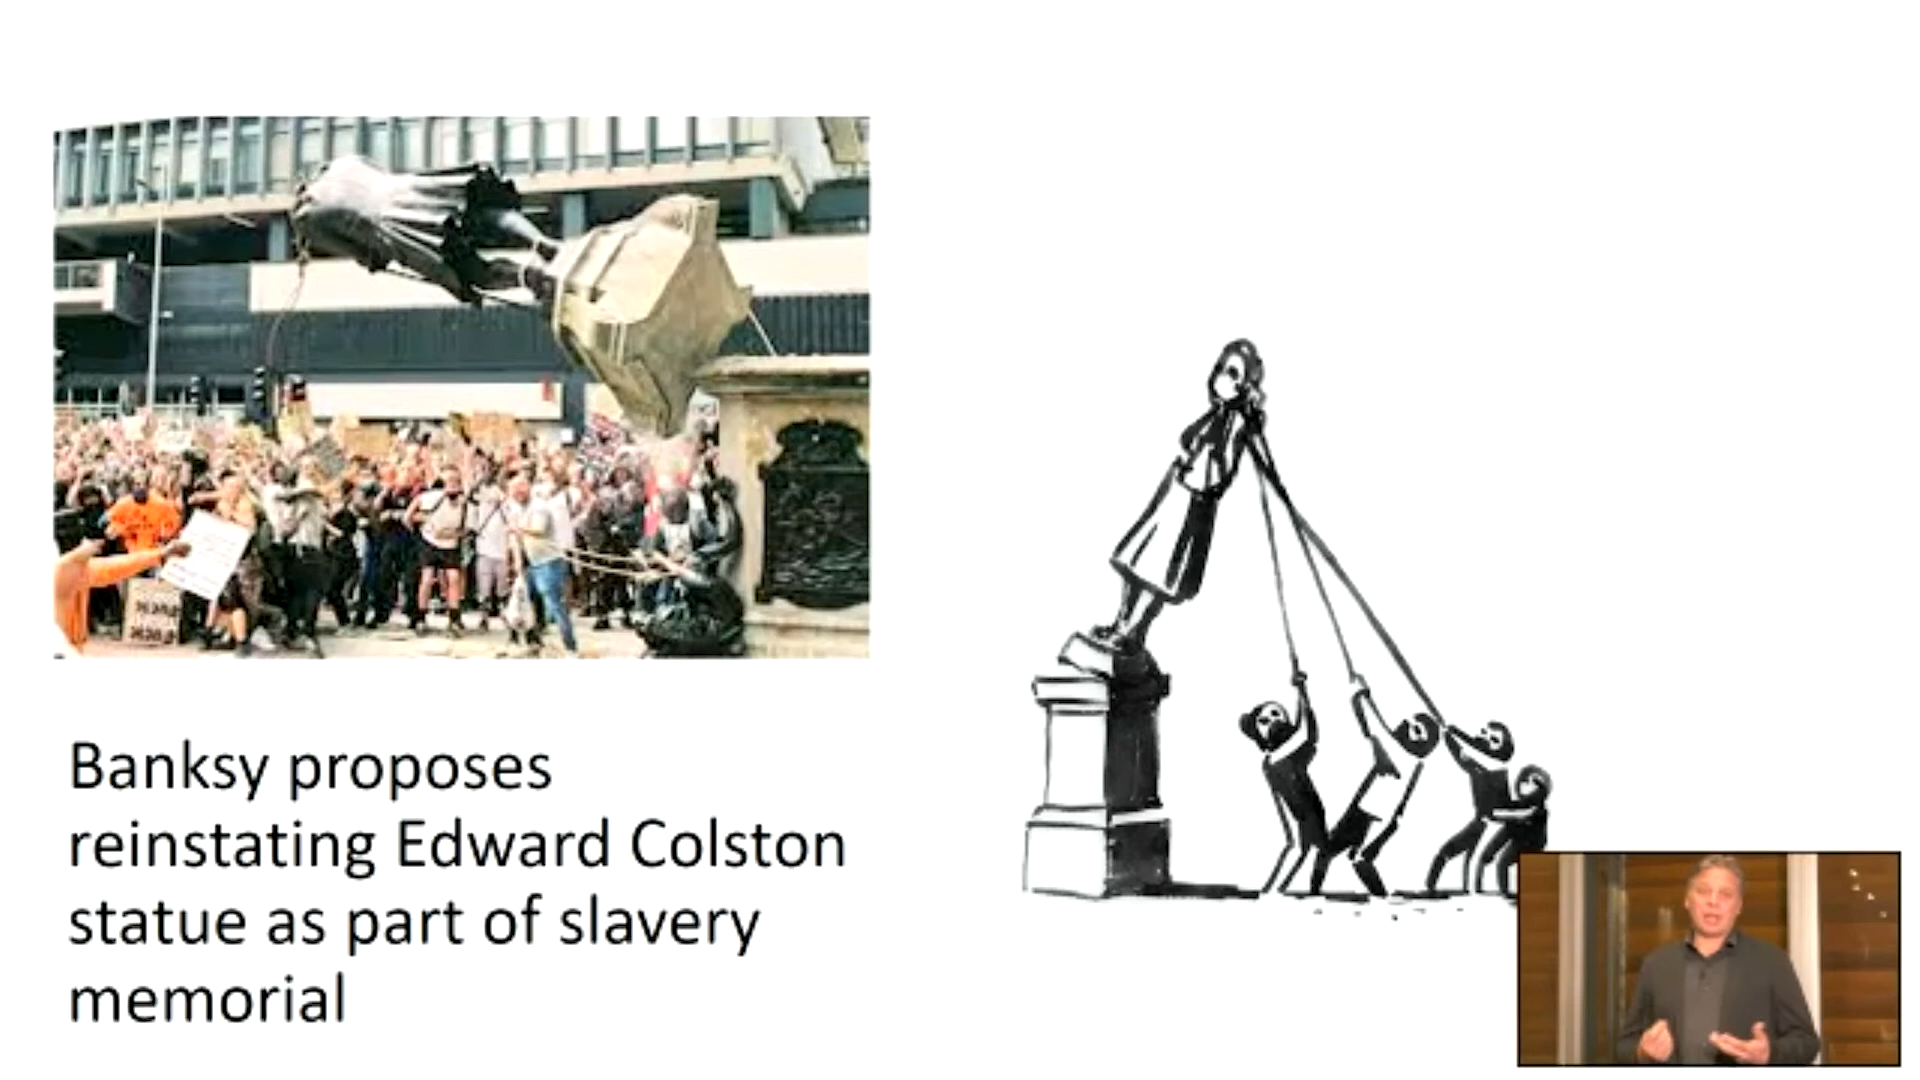 Banksy proposes
reinstating Edward Colston
statue as part of slavery
memorial